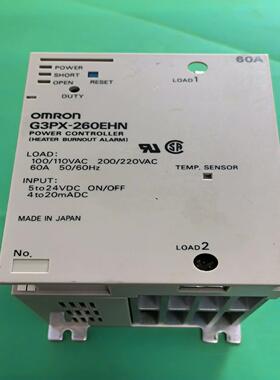 POWER
SHORT
OPEN
RESET
DUTY
LOAD1
60A
OMRON
G3PX-260EHN
POWER CONTROLLER
(HEATER BURNOUT ALARM)
LOAD:
100/110VAC 200/220VAC
60A 50/60Hz
TEMP. SENSOR
INPUT:
5to24VDC ON/OFF
4to20mADC
MADE IN JAPAN
LOAD2
No.